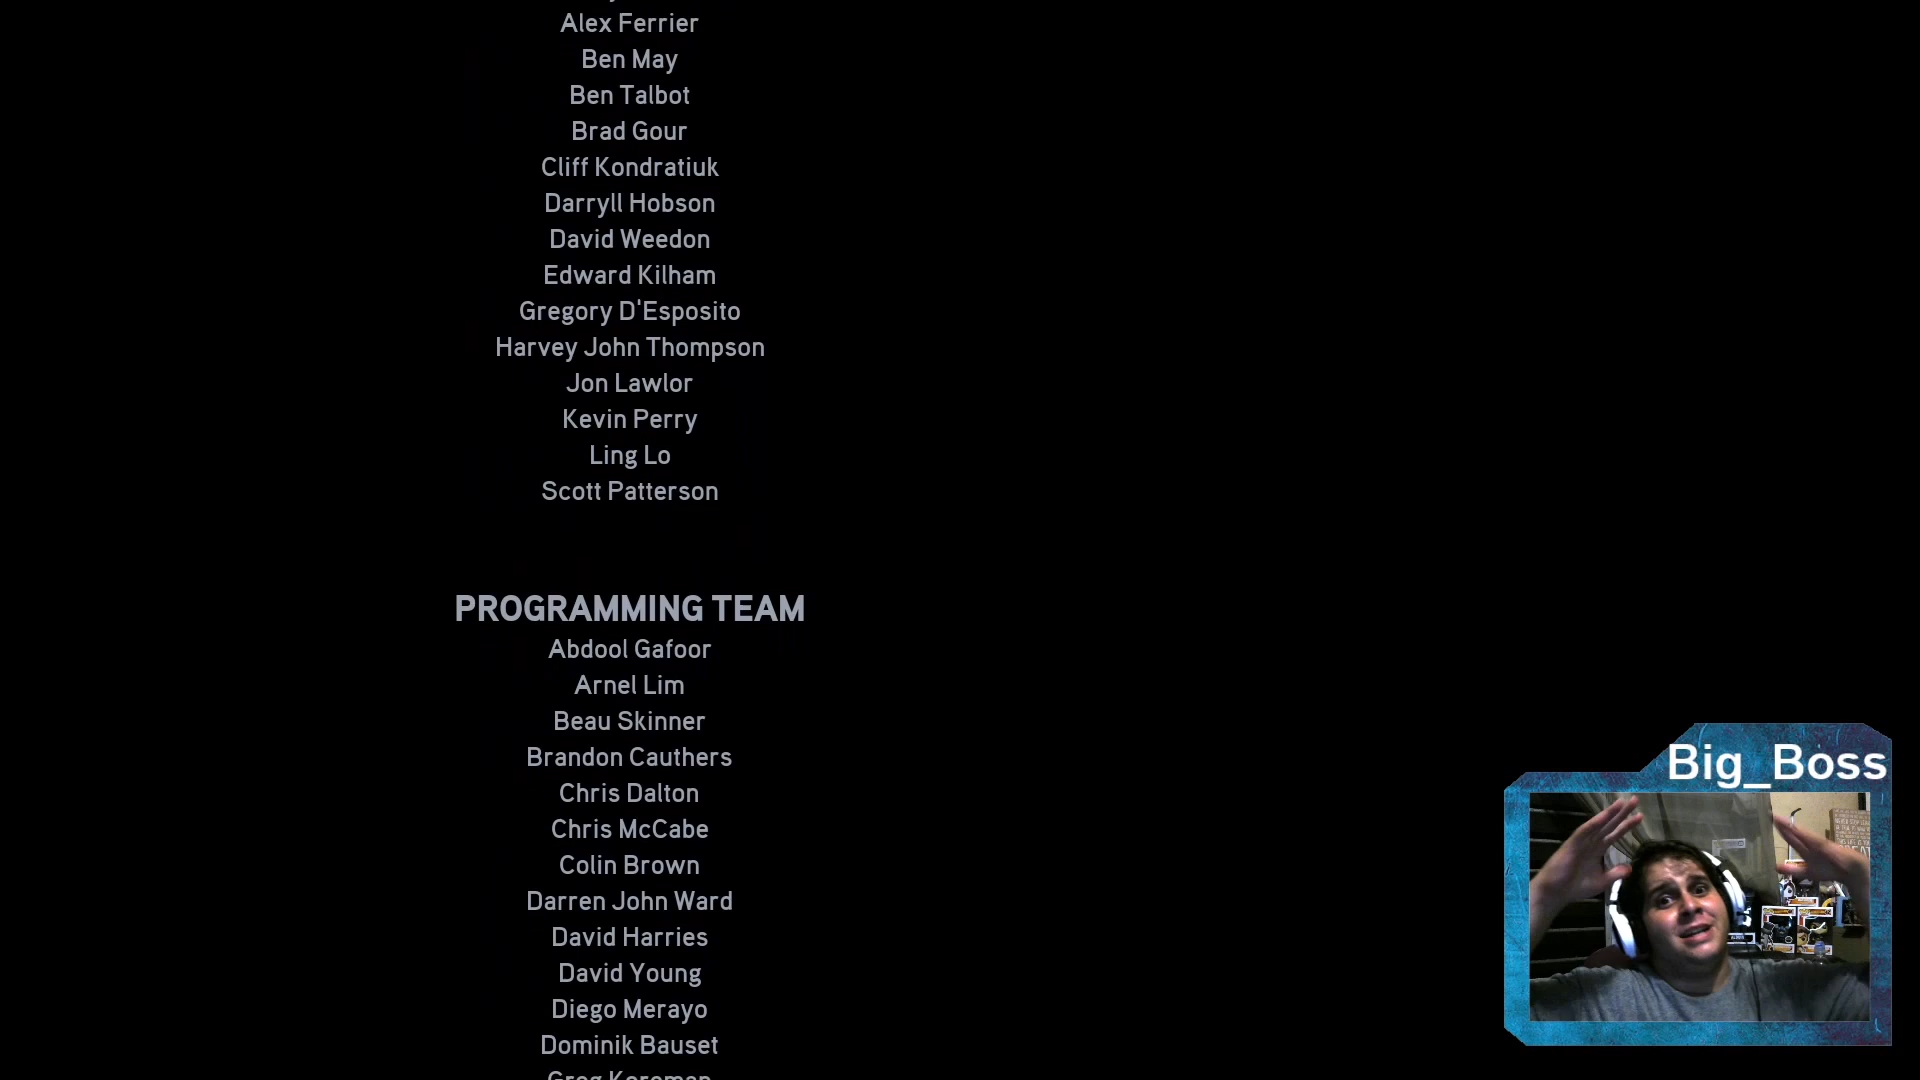 Alex Ferrier
Ben May
Ben Talbot
Brad Gour
Cliff Kondratiuk
Darryll Hobson
David Weedon
Edward Kilham
Gregory D'Esposito
Harvey John Thompson
Jon Lawlor
Kevin Perry
Ling Lo
Scott Patterson
PROGRAMMING TEAM
Abdool Gafoor
Arnel Lim
Beau Skinner
Brandon Cauthers
Chris Dalton
Chris McCabe
Colin Brown
Darren John Ward
David Harries
David Young
Diego Merayo
Dominik Bauset
Big_Boss